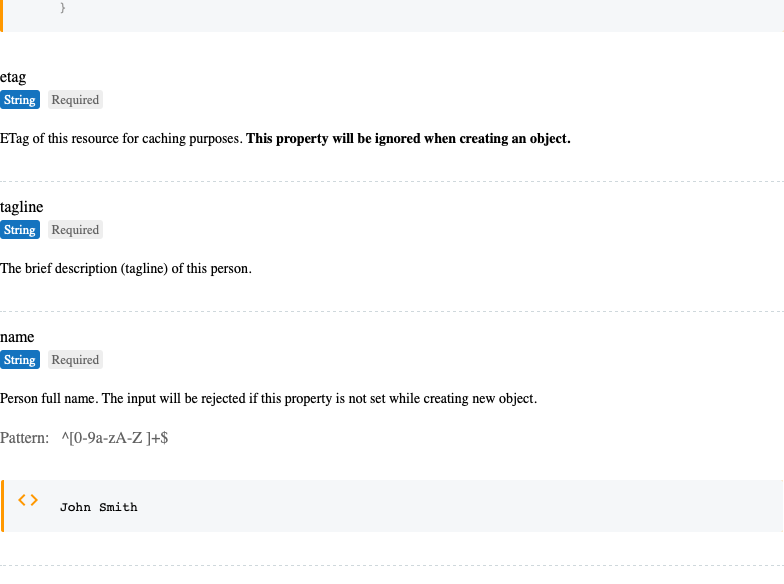 }
etag
String Required
ETag of this resource for caching purposes. This property will be ignored when creating an object.
tagline
String Required
The brief description (tagline) of this person.
name
String Required
Person full name. The input will be rejected if this property is not set while creating new object.
Pattern: ^[0-9a-zA-Z ]+$
<> John Smith